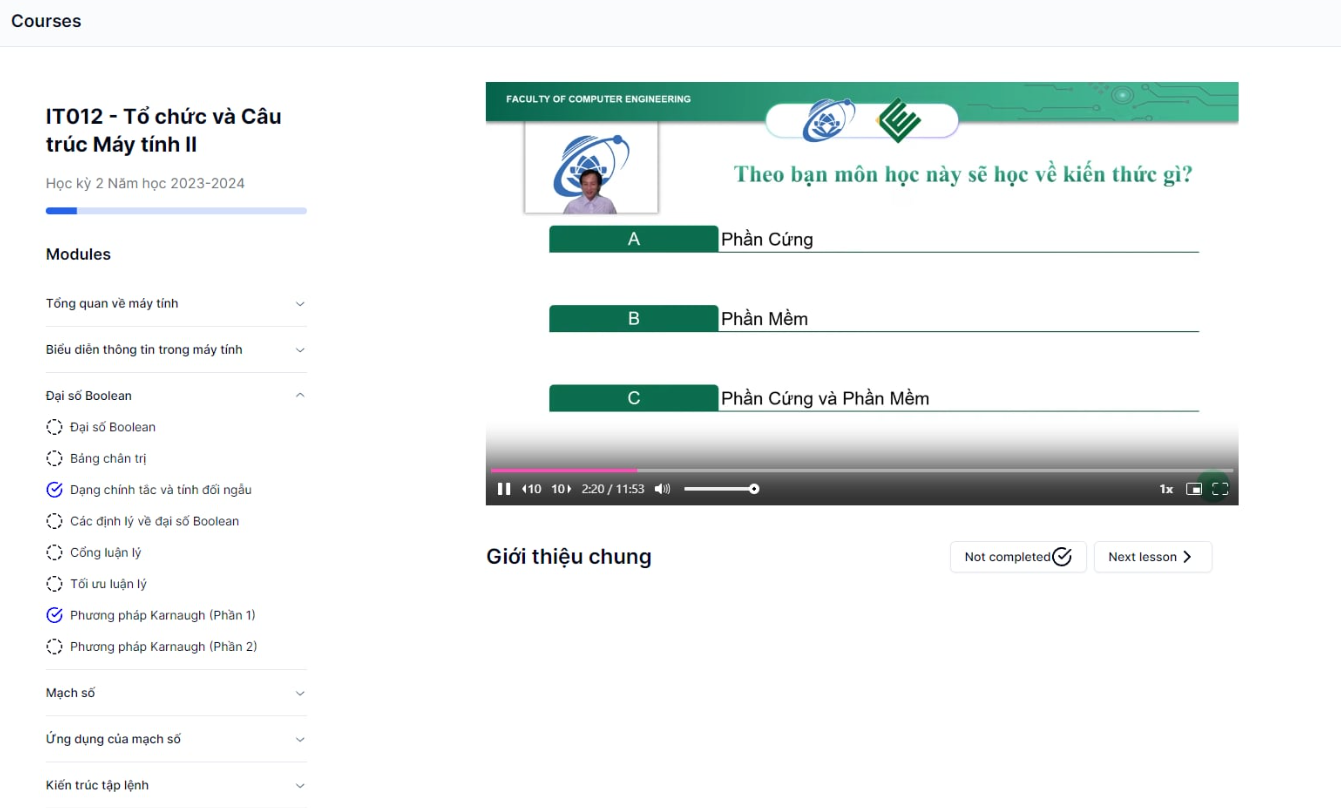 Courses
IT012 - Tổ chức và Câu
trúc Máy tính II
Học kỳ 2 Năm học 2023-2024
Modules
Tổng quan về máy tính
Biểu diễn thông tin trong máy tính
Đại số Boolean
Đại số Boolean
Bảng chân trị
Dạng chính tắc và tính đối ngẫu
Các định lý về đại số Boolean
Cổng luận lý
Tối ưu luận lý
Phương pháp Karnaugh (Phần 1)
Phương pháp Karnaugh (Phần 2)
Mạch số
Ứng dụng của mạch số
Kiến trúc tập lệnh
FACULTY OF COMPUTER ENGINEERING
Theo bạn môn học này sẽ học về kiến thức gì?
A Phần Cứng
B Phần Mềm
C Phần Cứng và Phần Mềm
10 10 2:20 / 11:53 1x
Giới thiệu chung
Not completed
Next lesson